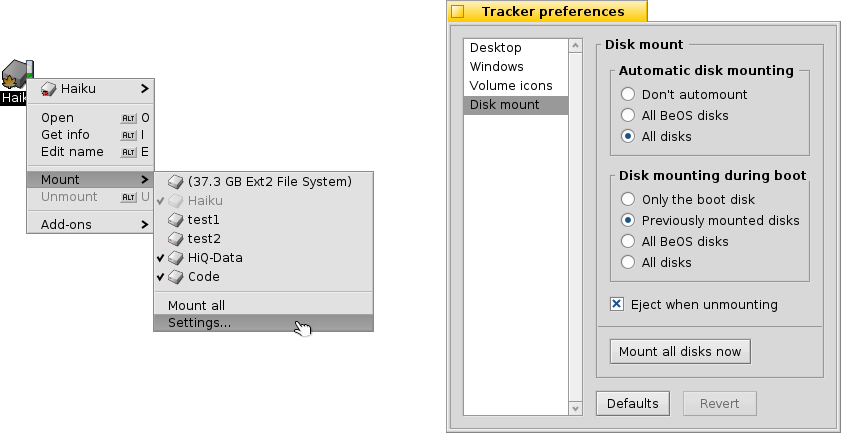 Haiku
Open ALT O
Get info ALT I
Edit name ALT E
Mount
Unmount ALT U
Add-ons
(37.3 GB Ext2 File System)
Haiku
test1
test2
HiQ-Data
Code
Mount all
Settings...
Tracker preferences
Desktop
Windows
Volume icons
Disk mount
Disk mount
Automatic disk mounting
Don't automount
All BeOS disks
All disks
Disk mounting during boot
Only the boot disk
Previously mounted disks
All BeOS disks
All disks
Eject when unmounting
Mount all disks now
Defaults
Revert